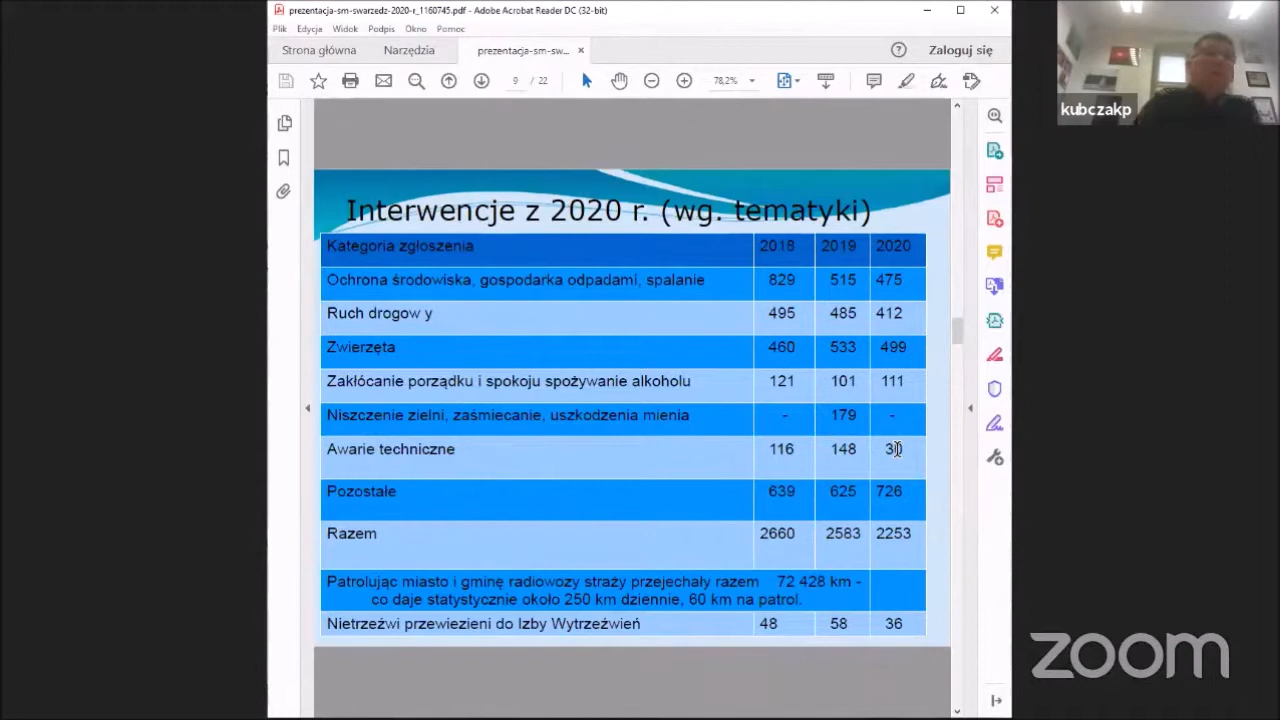 prezentacja-sm-swarzedz-2020-r_1160745.pdf - Adobe Acrobat Reader DC (32-bit)
Plik Edycja Widok Podpis Okno Pomoc
Strona główna Narzędzia prezentacja-sm-sw... Zaloguj się
9 / 22 78,2%
kubczakp
Interwencje z 2020 r. (wg. tematyki)
Kategoria zgłoszenia 2018 2019 2020
Ochrona środowiska, gospodarka odpadami, spalanie 829 515 475
Ruch drogow y 495 485 412
Zwierzęta 460 533 499
Zakłócanie porządku i spokoju spożywanie alkoholu 121 101 111
Niszczenie zielni, zaśmiecanie, uszkodzenia mienia - 179 -
Awarie techniczne 116 148 30
Pozostałe 639 625 726
Razem 2660 2583 2253
Patrolując miasto i gminę radiowozy straży przejechały razem 72 428 km -
co daje statystycznie około 250 km dziennie, 60 km na patrol.
Nietrzeźwi przewiezieni do Izby Wytrzeźwień 48 58 36
zoom